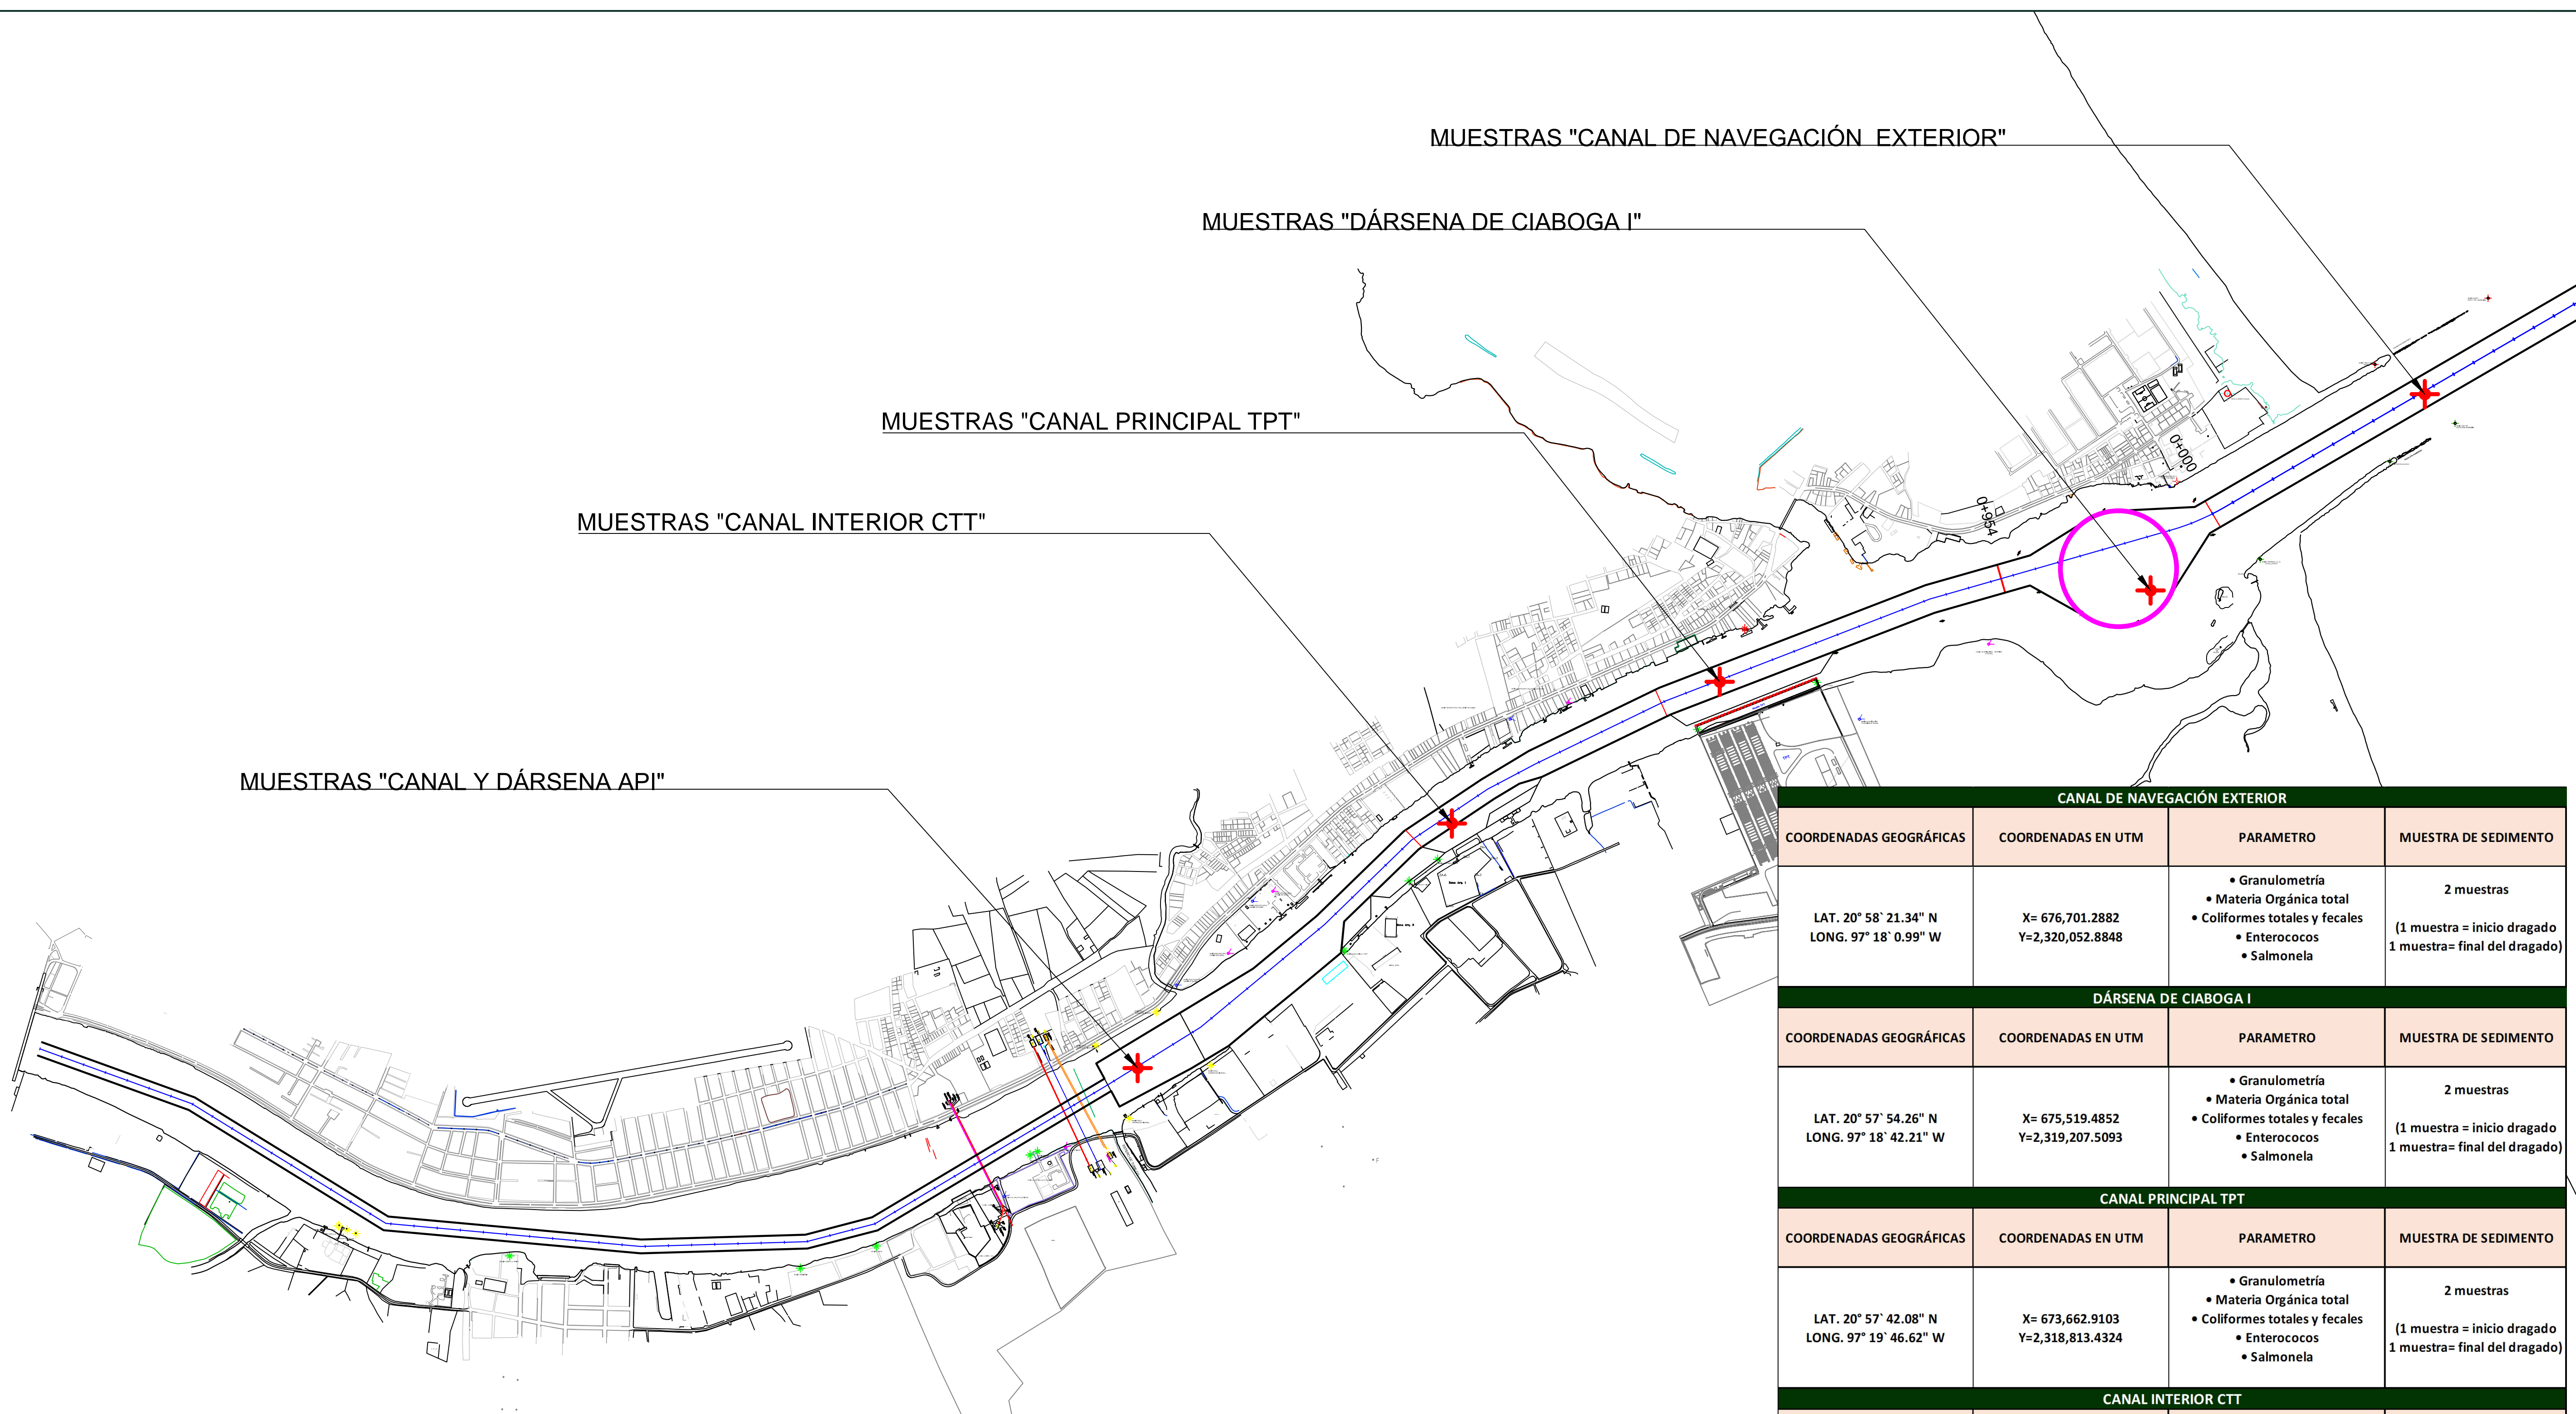 MUESTRAS "CANAL DE NAVEGACIÓN EXTERIOR"
MUESTRAS "DÁRSENA DE CIABOGA I"
MUESTRAS "CANAL PRINCIPAL TPT"
MUESTRAS "CANAL INTERIOR CTT"
MUESTRAS "CANAL Y DÁRSENA API"
0+000
0+954
TPT
CANAL DE NAVEGACIÓN EXTERIOR
COORDENADAS GEOGRÁFICAS COORDENADAS EN UTM PARAMETRO MUESTRA DE SEDIMENTO
LAT. 20° 58` 21.34" N
LONG. 97° 18` 0.99" W
X= 676,701.2882
Y=2,320,052.8848
• Granulometría
• Materia Orgánica total
• Coliformes totales y fecales
• Enterococos
• Salmonela
2 muestras
(1 muestra = inicio dragado
1 muestra= final del dragado)
DÁRSENA DE CIABOGA I
COORDENADAS GEOGRÁFICAS COORDENADAS EN UTM PARAMETRO MUESTRA DE SEDIMENTO
LAT. 20° 57` 54.26" N
LONG. 97° 18` 42.21" W
X= 675,519.4852
Y=2,319,207.5093
• Granulometría
• Materia Orgánica total
• Coliformes totales y fecales
• Enterococos
• Salmonela
2 muestras
(1 muestra = inicio dragado
1 muestra= final del dragado)
CANAL PRINCIPAL TPT
COORDENADAS GEOGRÁFICAS COORDENADAS EN UTM PARAMETRO MUESTRA DE SEDIMENTO
LAT. 20° 57` 42.08" N
LONG. 97° 19` 46.62" W
X= 673,662.9103
Y=2,318,813.4324
• Granulometría
• Materia Orgánica total
• Coliformes totales y fecales
• Enterococos
• Salmonela
2 muestras
(1 muestra = inicio dragado
1 muestra= final del dragado)
CANAL INTERIOR CTT